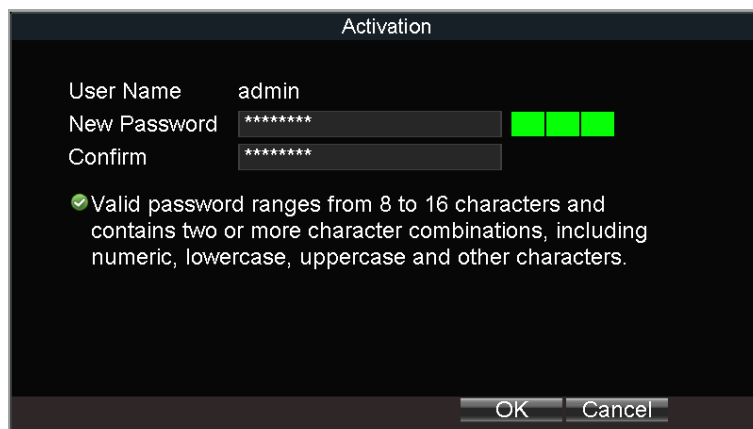 Activation
User Name admin
New Password ********
Confirm ********
Valid password ranges from 8 to 16 characters and
contains two or more character combinations, including
numeric, lowercase, uppercase and other characters.
OK Cancel